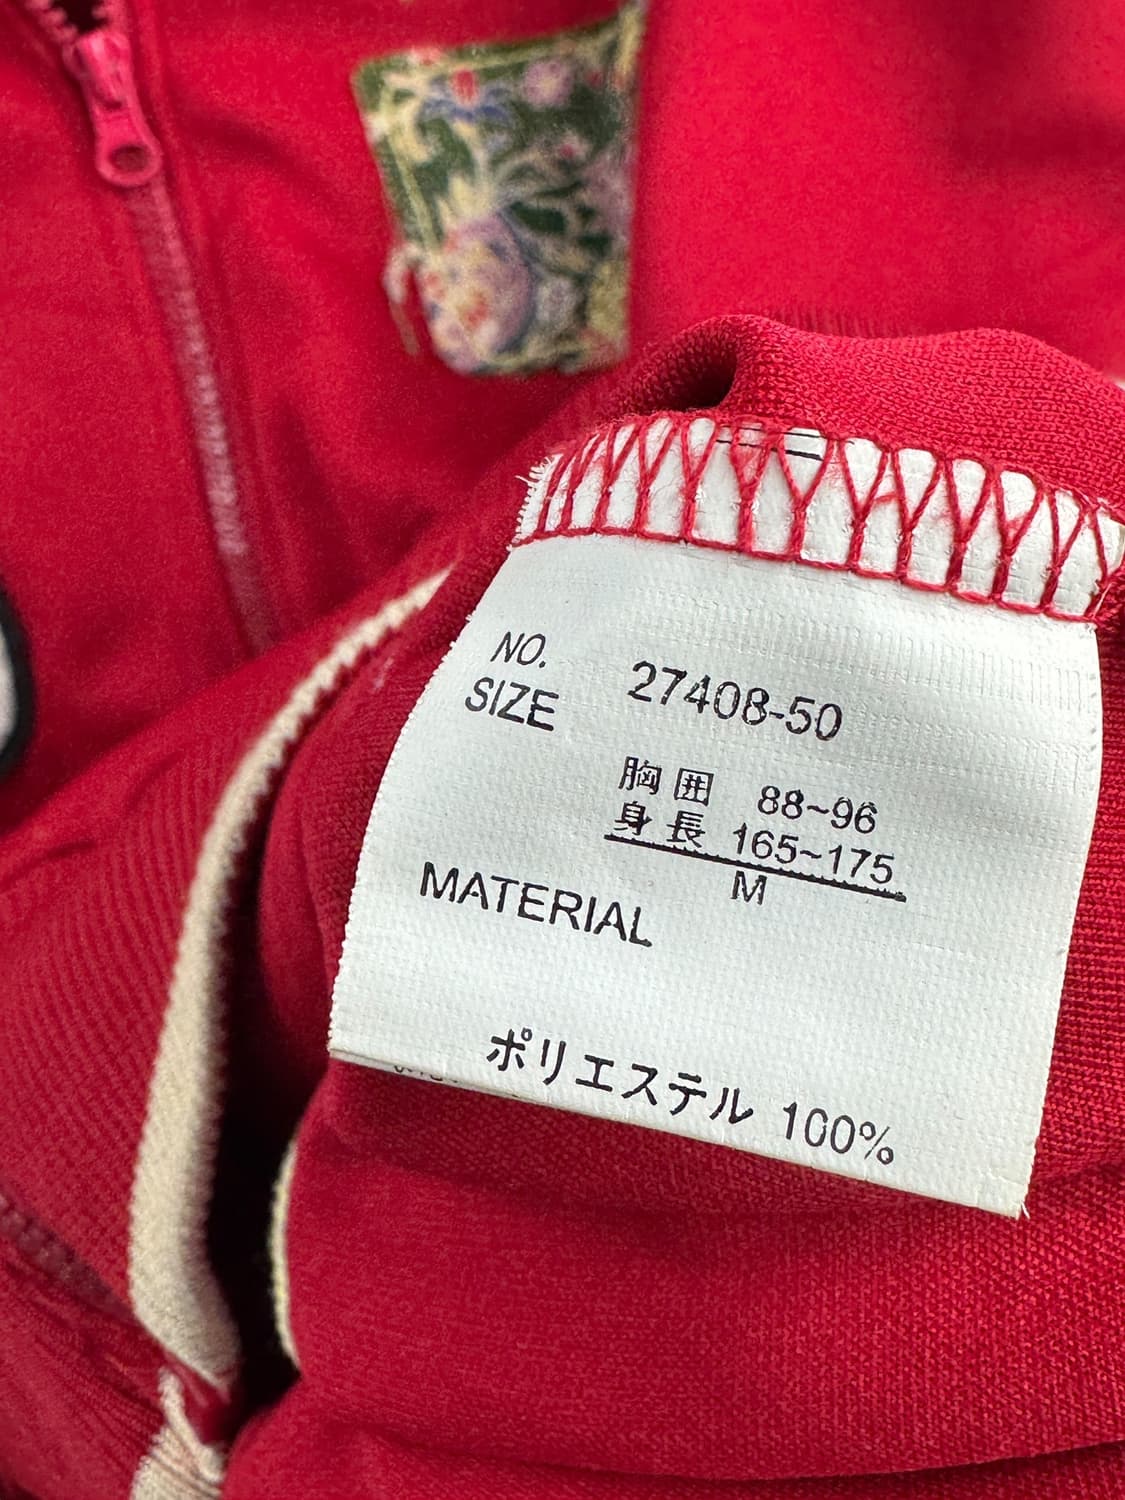 NO. 27408-50
SIZE
胸囲 88~96
身長 165~175
M
MATERIAL
ポリエステル 100%